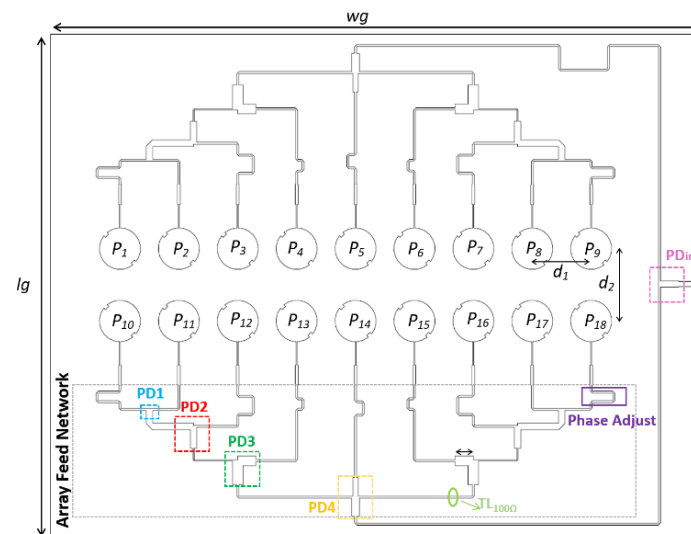 wg
lg
P1 P2 P3 P4 P5 P6 P7 P8 P9
d1
d2
PDin
P10 P11 P12 P13 P14 P15 P16 P17 P18
Array Feed Network
PD1
PD2
Phase Adjust
PD3
PD4
TL100Ω